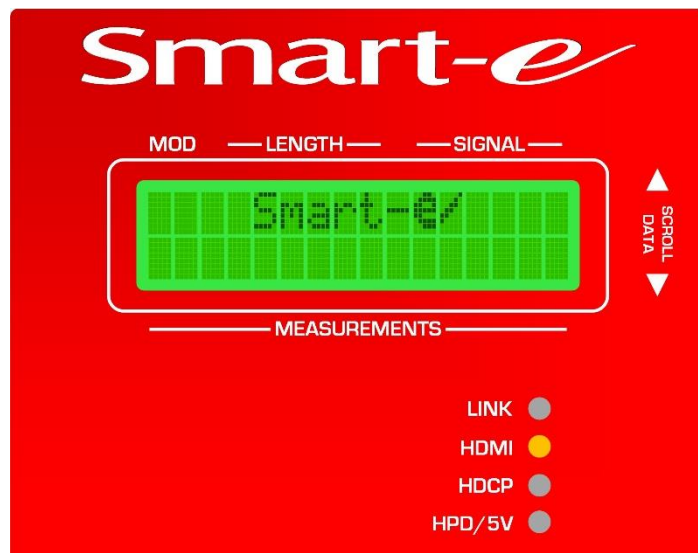 Smart-e
MOD LENGTH SIGNAL
Smart-e/
SCROLL
DATA
MEASUREMENTS
LINK
HDMI
HDCP
HPD/5V